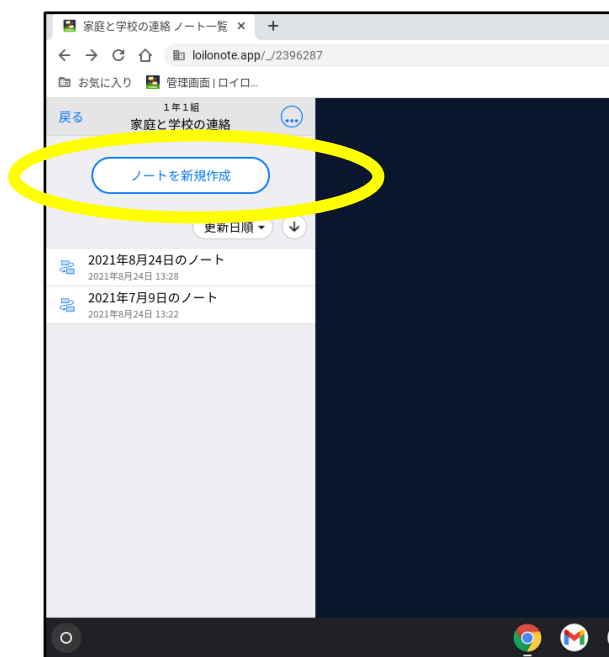 家庭と学校の連絡 ノート一覧 × +
loilonote.app/_/2396287
お気に入り 管理画面 | ロイロ...
戻る
1年1組
家庭と学校の連絡
ノートを新規作成
更新日順
2021年8月24日のノート
2021年8月24日 13:28
2021年7月9日のノート
2021年8月24日 13:22